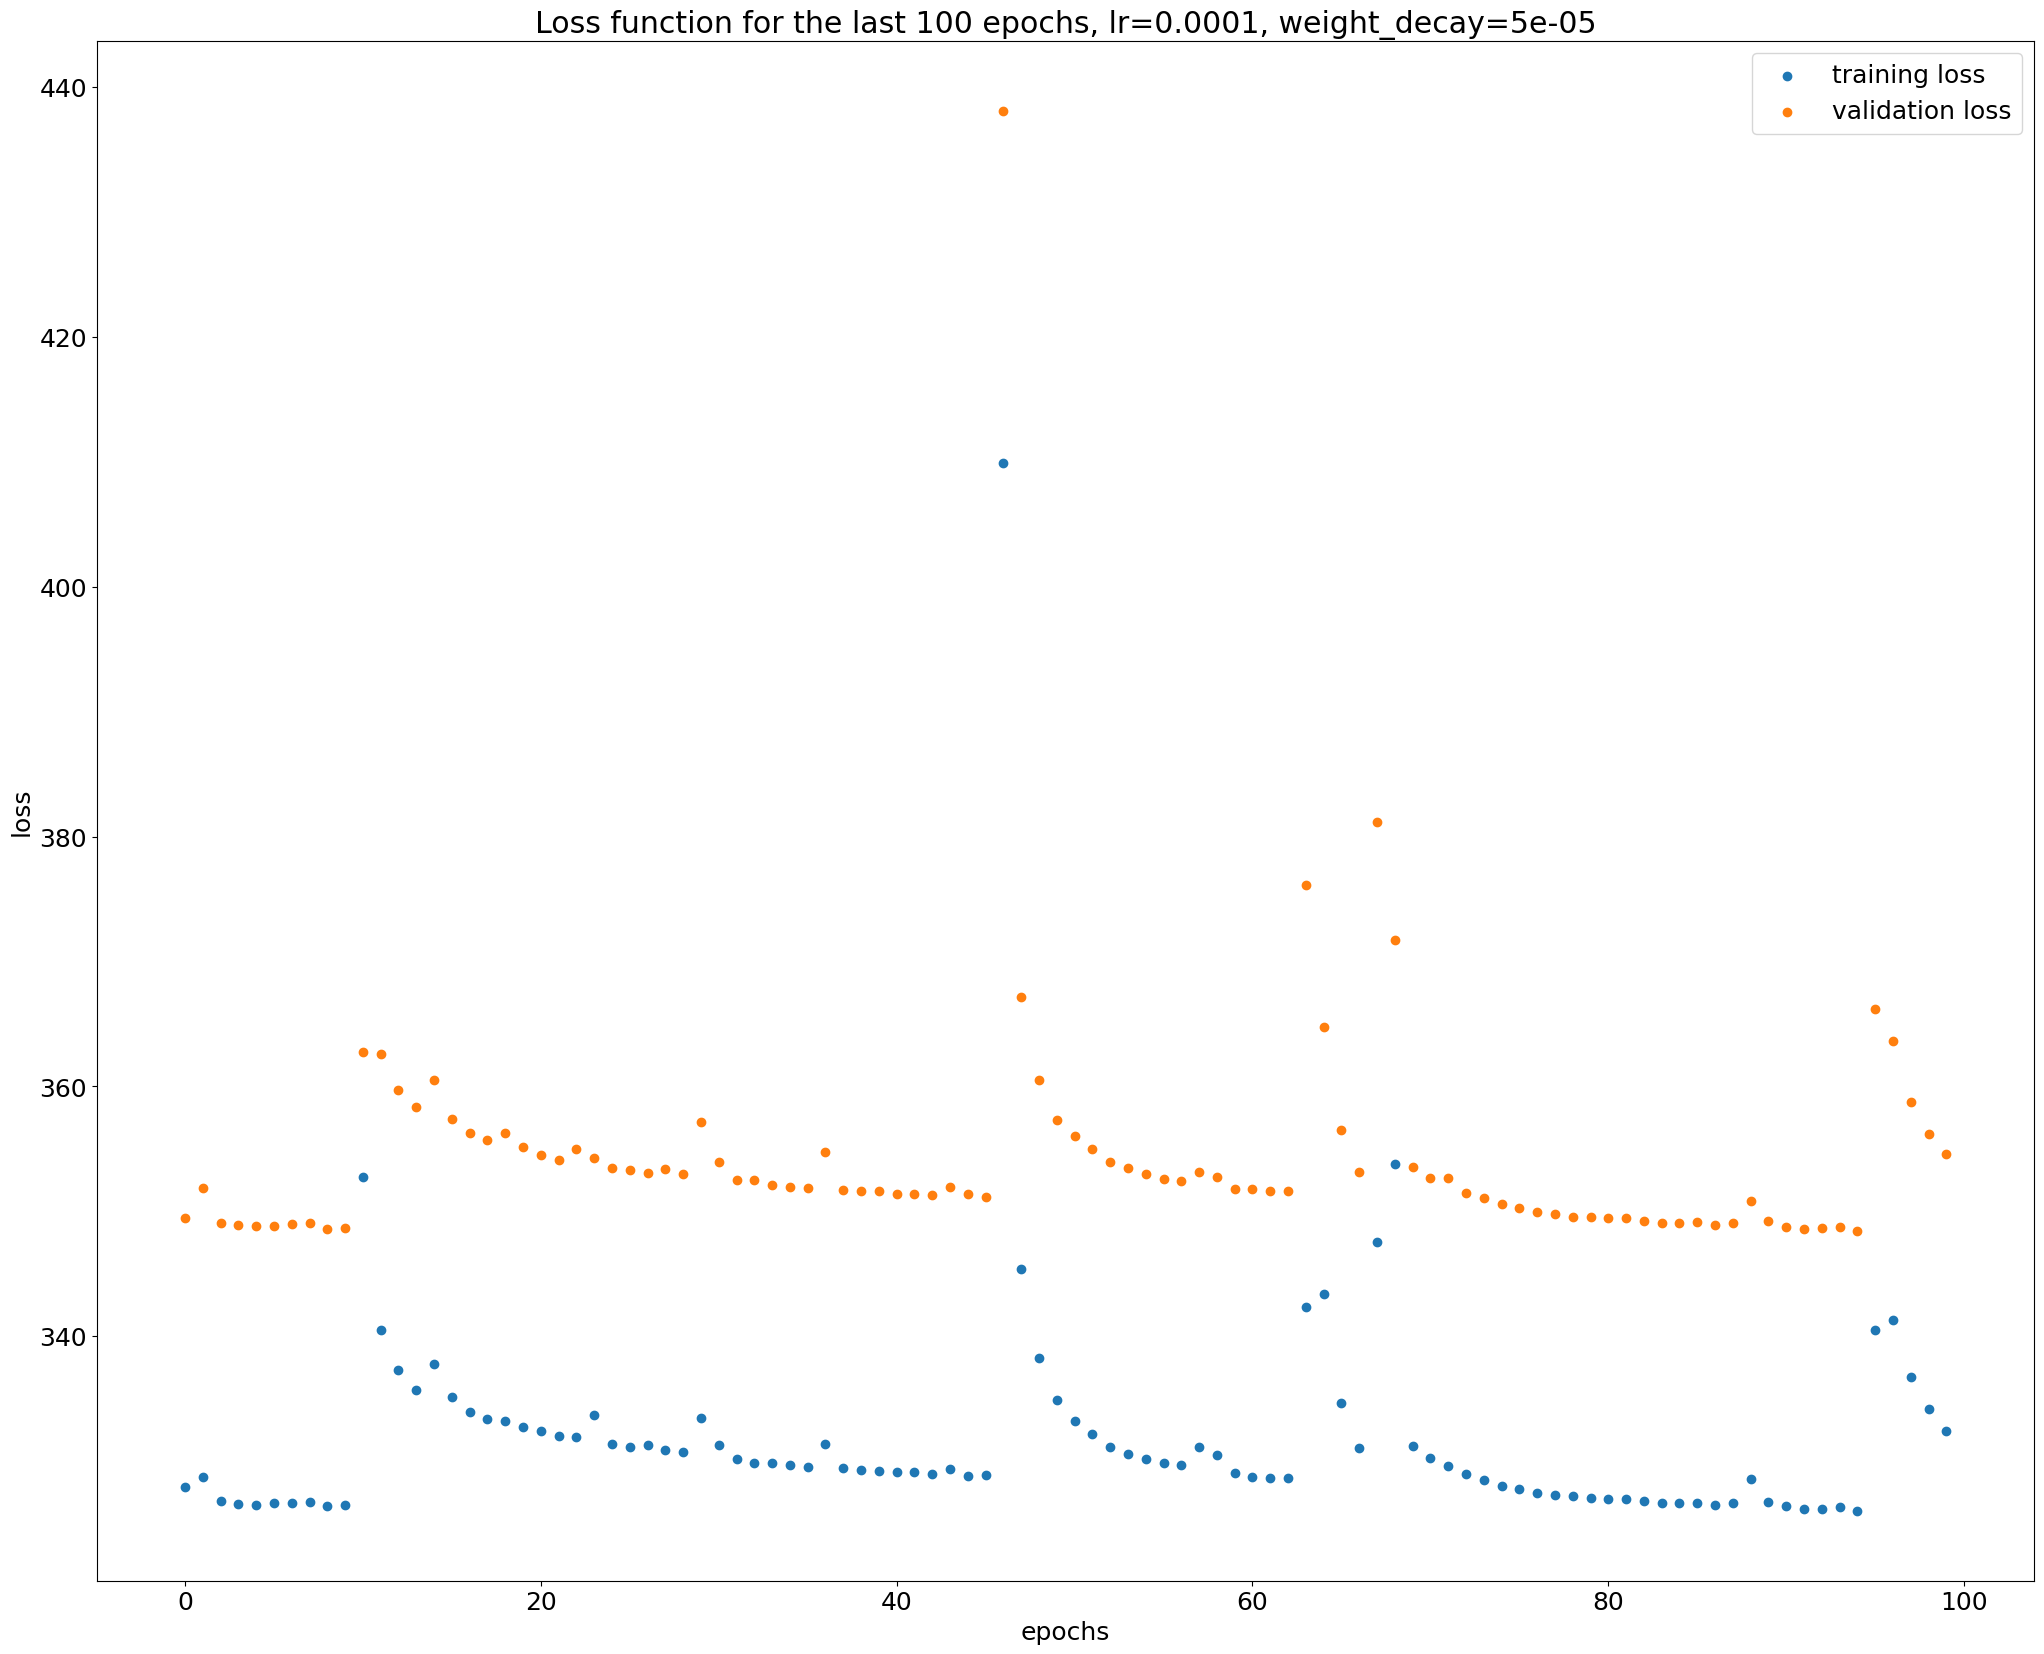 Loss function for the last 100 epochs, lr=0.0001, weight_decay=5e-05
training loss
validation loss
440
420
400
380
360
340
loss
0 20 40 60 80 100
epochs